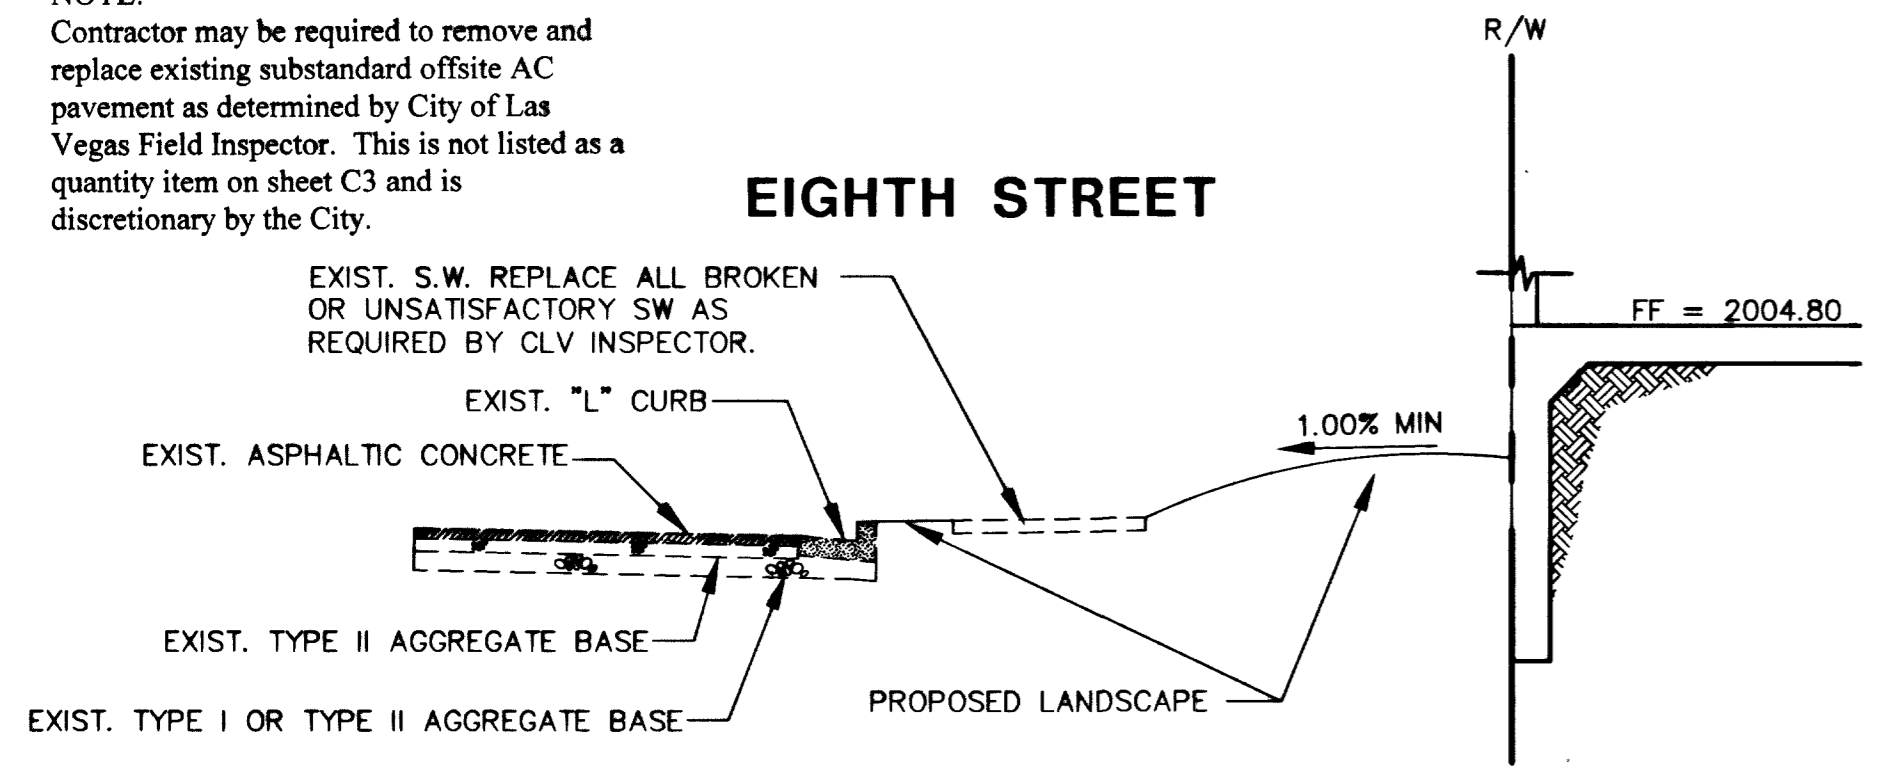 NOTE:
Contractor may be required to remove and
replace existing substandard offsite AC
pavement as determined by City of Las
Vegas Field Inspector. This is not listed as a
quantity item on sheet C3 and is
discretionary by the City.
R/W
EIGHTH STREET
EXIST. S.W. REPLACE ALL BROKEN
OR UNSATISFACTORY SW AS
REQUIRED BY CLV INSPECTOR.
FF = 2004.80
EXIST. "L" CURB
1.00% MIN
EXIST. ASPHALTIC CONCRETE
EXIST. TYPE II AGGREGATE BASE
PROPOSED LANDSCAPE
EXIST. TYPE I OR TYPE II AGGREGATE BASE